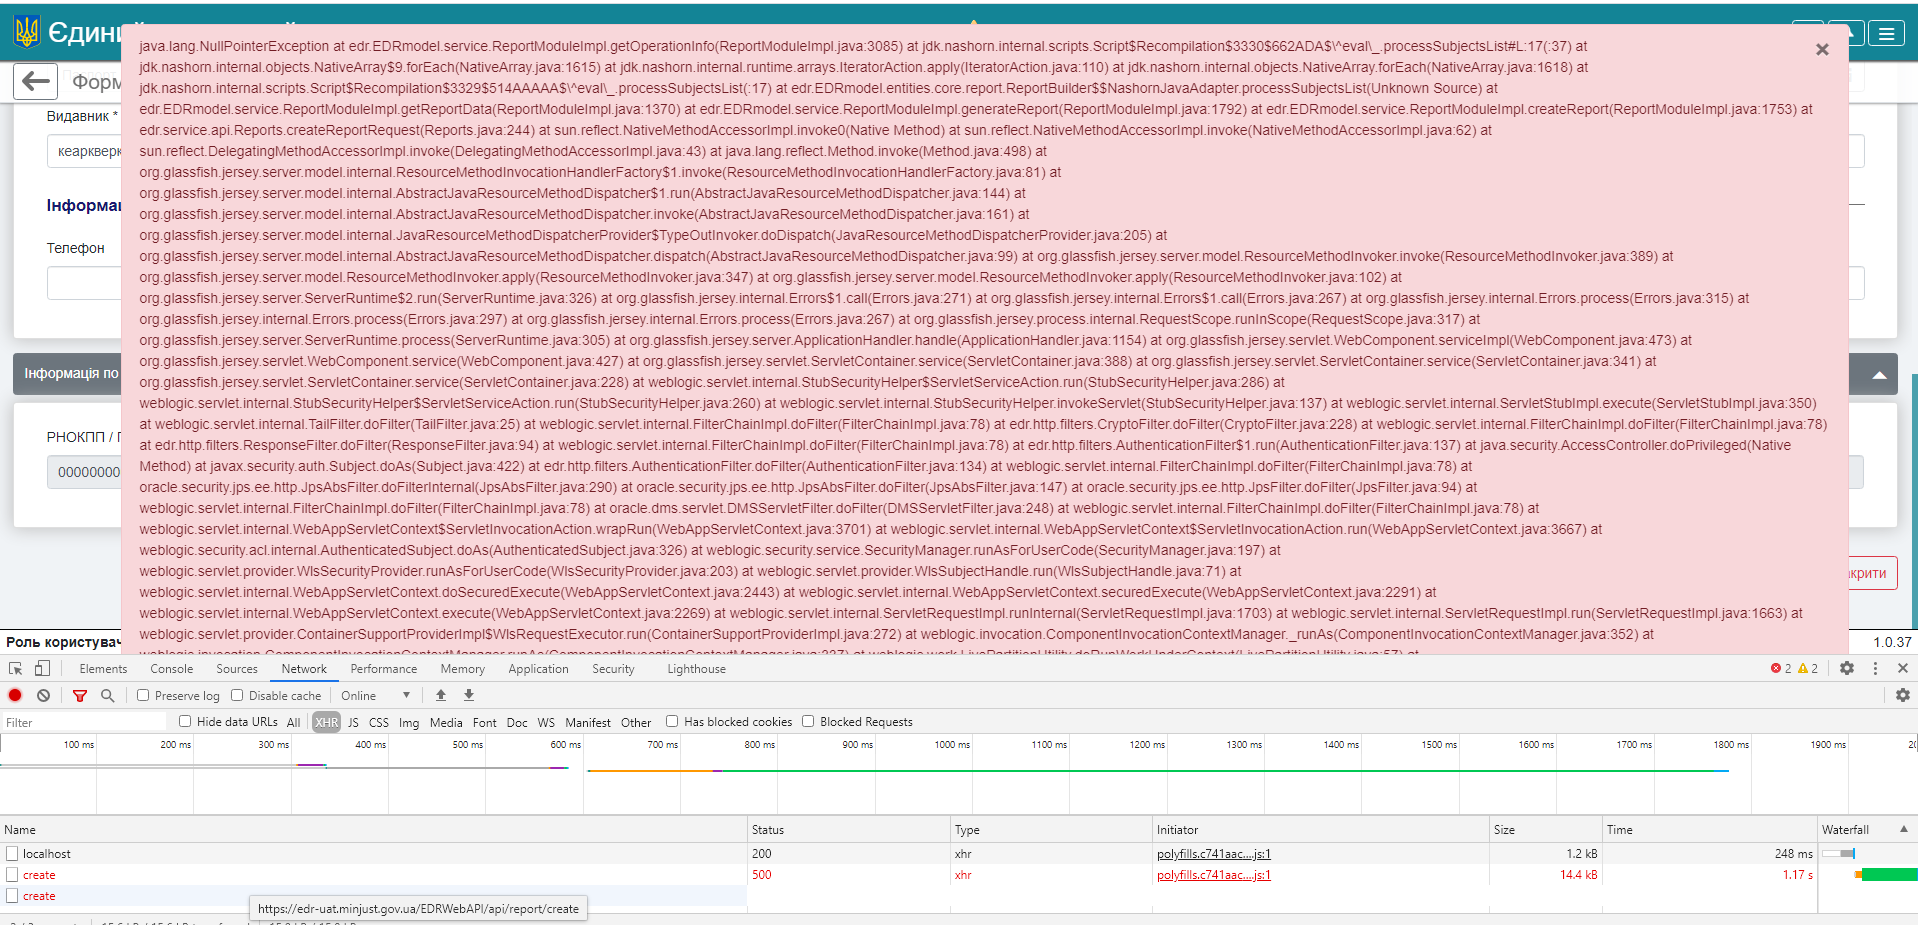 Єдини
java.lang.NullPointerException at edr.EDRmodel.service.ReportModuleImpl.getOperationInfo(ReportModuleImpl.java:3085) at jdk.nashorn.internal.scripts.Script$Recompilation$3330$662ADA$\^eval\_.processSubjectsList#L:17(:37) at
jdk.nashorn.internal.objects.NativeArray$9.forEach(NativeArray.java:1615) at jdk.nashorn.internal.runtime.arrays.IteratorAction.apply(IteratorAction.java:110) at jdk.nashorn.internal.objects.NativeArray.forEach(NativeArray.java:1618) at
Форм
jdk.nashorn.internal.scripts.Script$Recompilation$3329$514AAAAA$\^eval\_.processSubjectsList(:17) at edr.EDRmodel.entities.core.report.ReportBuilder$$NashornJavaAdapter.processSubjectsList(Unknown Source) at
edr.EDRmodel.service.ReportModuleImpl.getReportData(ReportModuleImpl.java:1370) at edr.EDRmodel.service.ReportModuleImpl.generateReport(ReportModuleImpl.java:1792) at edr.EDRmodel.service.ReportModuleImpl.createReport(ReportModuleImpl.java:1753) at
Видавник *
edr.service.api.Reports.createReportRequest(Reports.java:244) at sun.reflect.NativeMethodAccessorImpl.invoke0(Native Method) at sun.reflect.NativeMethodAccessorImpl.invoke(NativeMethodAccessorImpl.java:62) at
кеаркверк
sun.reflect.DelegatingMethodAccessorImpl.invoke(DelegatingMethodAccessorImpl.java:43) at java.lang.reflect.Method.invoke(Method.java:498) at
org.glassfish.jersey.server.model.internal.ResourceMethodInvocationHandlerFactory$1.invoke(ResourceMethodInvocationHandlerFactory.java:81) at
org.glassfish.jersey.server.model.internal.AbstractJavaResourceMethodDispatcher$1.run(AbstractJavaResourceMethodDispatcher.java:144) at
Інформац
org.glassfish.jersey.server.model.internal.AbstractJavaResourceMethodDispatcher.invoke(AbstractJavaResourceMethodDispatcher.java:161) at
org.glassfish.jersey.server.model.internal.JavaResourceMethodDispatcherProvider$TypeOutInvoker.doDispatch(JavaResourceMethodDispatcherProvider.java:205) at
Телефон
org.glassfish.jersey.server.model.internal.AbstractJavaResourceMethodDispatcher.dispatch(AbstractJavaResourceMethodDispatcher.java:99) at org.glassfish.jersey.server.model.ResourceMethodInvoker.invoke(ResourceMethodInvoker.java:389) at
org.glassfish.jersey.server.model.ResourceMethodInvoker.apply(ResourceMethodInvoker.java:347) at org.glassfish.jersey.server.model.ResourceMethodInvoker.apply(ResourceMethodInvoker.java:102) at
org.glassfish.jersey.server.ServerRuntime$2.run(ServerRuntime.java:326) at org.glassfish.jersey.internal.Errors$1.call(Errors.java:271) at org.glassfish.jersey.internal.Errors$1.call(Errors.java:267) at org.glassfish.jersey.internal.Errors.process(Errors.java:315) at
org.glassfish.jersey.internal.Errors.process(Errors.java:297) at org.glassfish.jersey.internal.Errors.process(Errors.java:267) at org.glassfish.jersey.process.internal.RequestScope.runInScope(RequestScope.java:317) at
org.glassfish.jersey.server.ServerRuntime.process(ServerRuntime.java:305) at org.glassfish.jersey.server.ApplicationHandler.handle(ApplicationHandler.java:1154) at org.glassfish.jersey.servlet.WebComponent.serviceImpl(WebComponent.java:473) at
org.glassfish.jersey.servlet.WebComponent.service(WebComponent.java:427) at org.glassfish.jersey.servlet.ServletContainer.service(ServletContainer.java:388) at org.glassfish.jersey.servlet.ServletContainer.service(ServletContainer.java:341) at
Інформація по
org.glassfish.jersey.servlet.ServletContainer.service(ServletContainer.java:228) at weblogic.servlet.internal.StubSecurityHelper$ServletServiceAction.run(StubSecurityHelper.java:286) at
weblogic.servlet.internal.StubSecurityHelper$ServletServiceAction.run(StubSecurityHelper.java:260) at weblogic.servlet.internal.StubSecurityHelper.invokeServlet(StubSecurityHelper.java:137) at weblogic.servlet.internal.ServletStubImpl.execute(ServletStubImpl.java:350)
at weblogic.servlet.internal.TailFilter.doFilter(TailFilter.java:25) at weblogic.servlet.internal.FilterChainImpl.doFilter(FilterChainImpl.java:78) at edr.http.filters.CryptoFilter.doFilter(CryptoFilter.java:228) at weblogic.servlet.internal.FilterChainImpl.doFilter(FilterChainImpl.java:78)
РНОКПП /
at edr.http.filters.ResponseFilter.doFilter(ResponseFilter.java:94) at weblogic.servlet.internal.FilterChainImpl.doFilter(FilterChainImpl.java:78) at edr.http.filters.AuthenticationFilter$1.run(AuthenticationFilter.java:137) at java.security.AccessController.doPrivileged(Native
Method) at javax.security.auth.Subject.doAs(Subject.java:422) at edr.http.filters.AuthenticationFilter.doFilter(AuthenticationFilter.java:134) at weblogic.servlet.internal.FilterChainImpl.doFilter(FilterChainImpl.java:78) at
00000000
oracle.security.jps.ee.http.JpsAbsFilter.doFilterInternal(JpsAbsFilter.java:290) at oracle.security.jps.ee.http.JpsAbsFilter.doFilter(JpsAbsFilter.java:147) at oracle.security.jps.ee.http.JpsFilter.doFilter(JpsFilter.java:94) at
weblogic.servlet.internal.FilterChainImpl.doFilter(FilterChainImpl.java:78) at oracle.dms.servlet.DMSServletFilter.doFilter(DMSServletFilter.java:248) at weblogic.servlet.internal.FilterChainImpl.doFilter(FilterChainImpl.java:78) at
weblogic.servlet.internal.WebAppServletContext$ServletInvocationAction.wrapRun(WebAppServletContext.java:3701) at weblogic.servlet.internal.WebAppServletContext$ServletInvocationAction.run(WebAppServletContext.java:3667) at
weblogic.security.acl.internal.AuthenticatedSubject.doAs(AuthenticatedSubject.java:326) at weblogic.security.service.SecurityManager.runAsForUserCode(SecurityManager.java:197) at
weblogic.servlet.provider.WlsSecurityProvider.runAsForUserCode(WlsSecurityProvider.java:203) at weblogic.servlet.provider.WlsSubjectHandle.run(WlsSubjectHandle.java:71) at
крити
weblogic.servlet.internal.WebAppServletContext.doSecuredExecute(WebAppServletContext.java:2443) at weblogic.servlet.internal.WebAppServletContext.securedExecute(WebAppServletContext.java:2291) at
weblogic.servlet.internal.WebAppServletContext.execute(WebAppServletContext.java:2269) at weblogic.servlet.internal.ServletRequestImpl.runInternal(ServletRequestImpl.java:1703) at weblogic.servlet.internal.ServletRequestImpl.run(ServletRequestImpl.java:1663) at
weblogic.servlet.provider.ContainerSupportProviderImpl$WlsRequestExecutor.run(ContainerSupportProviderImpl.java:272) at weblogic.invocation.ComponentInvocationContextManager._runAs(ComponentInvocationContextManager.java:352) at
Роль користувач
1.0.37
weblogic.invocation.ComponentInvocationContextManager.runAs(ComponentInvocationContextManager.java:337) at weblogic.work.LivePartitionUtility.doRunWorkUnderContext(LivePartitionUtility.java:57) at
Elements Console Sources Network Performance Memory Application Security Lighthouse 2 2
Preserve log Disable cache Online
Filter Hide data URLs All XHR JS CSS Img Media Font Doc WS Manifest Other Has blocked cookies Blocked Requests
100 ms 200 ms 300 ms 400 ms 500 ms 600 ms 700 ms 800 ms 900 ms 1000 ms 1100 ms 1200 ms 1300 ms 1400 ms 1500 ms 1600 ms 1700 ms 1800 ms 1900 ms
Name Status Type Initiator Size Time Waterfall
localhost 200 xhr polyfills.c741aac....js:1 1.2 kB 248 ms
create 500 xhr polyfills.c741aac....js:1 14.4 kB 1.17 s
create
https://edr-uat.minjust.gov.ua/EDRWebAPI/api/report/create